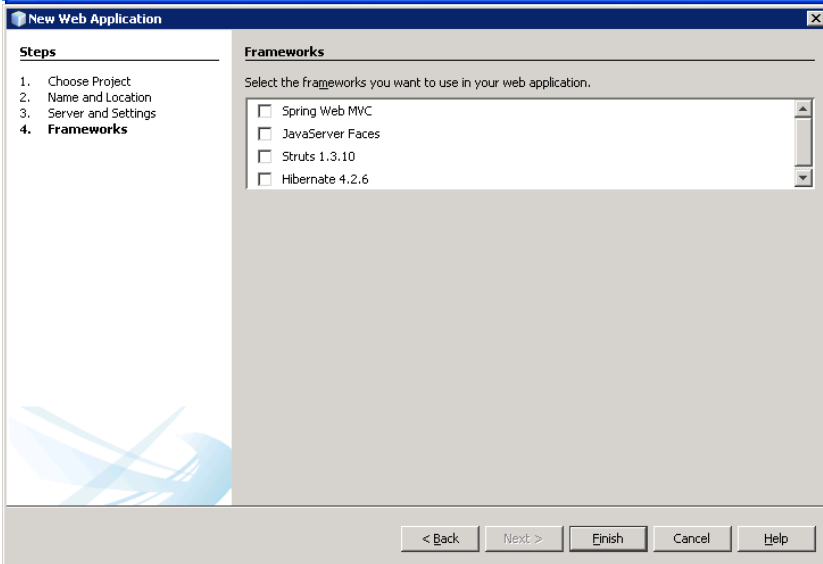 New Web Application
Steps
1. Choose Project
2. Name and Location
3. Server and Settings
4. Frameworks
Frameworks
Select the frameworks you want to use in your web application.
Spring Web MVC
JavaServer Faces
Struts 1.3.10
Hibernate 4.2.6
< Back Next > Finish Cancel Help